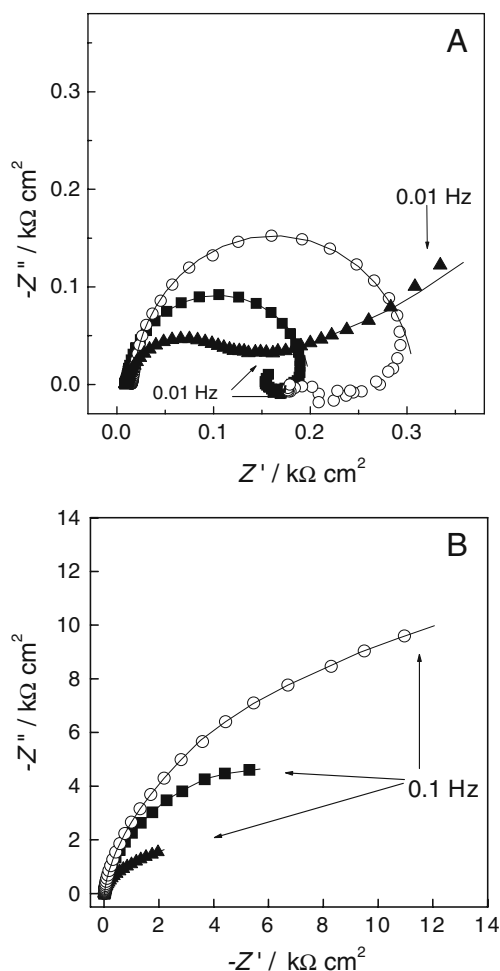 A
0.3
0.2
0.1
0.0
-Z" / kΩ cm²
0.01 Hz
0.01 Hz
0.0 0.1 0.2 0.3
Z' / kΩ cm²
B
14
12
10
8
6
4
2
0
-Z" / kΩ cm²
0.1 Hz
0 2 4 6 8 10 12 14
-Z' / kΩ cm²